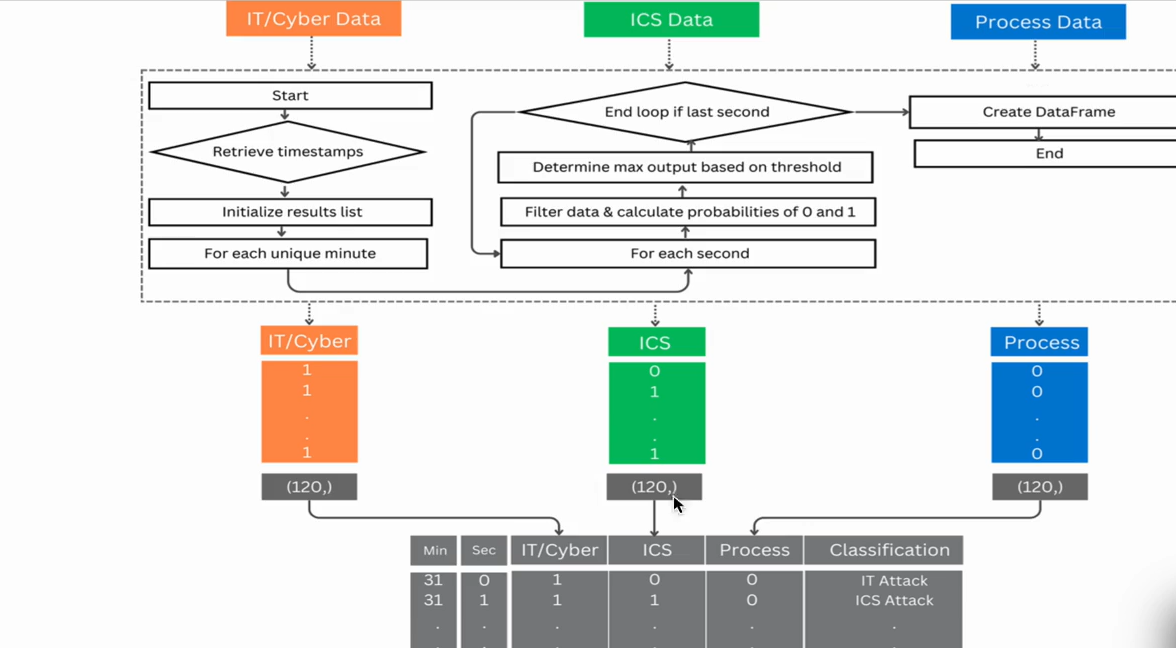 IT/Cyber Data
ICS Data
Process Data
Start
Retrieve timestamps
Initialize results list
For each unique minute
End loop if last second
Determine max output based on threshold
Filter data & calculate probabilities of 0 and 1
For each second
Create DataFrame
End
IT/Cyber
1
1
.
.
1
(120,)
ICS
0
1
.
.
1
(120,)
Process
0
0
.
.
0
(120,)
Min Sec IT/Cyber ICS Process Classification
31 0 1 0 0 IT Attack
31 1 1 1 0 ICS Attack
. . . . . .